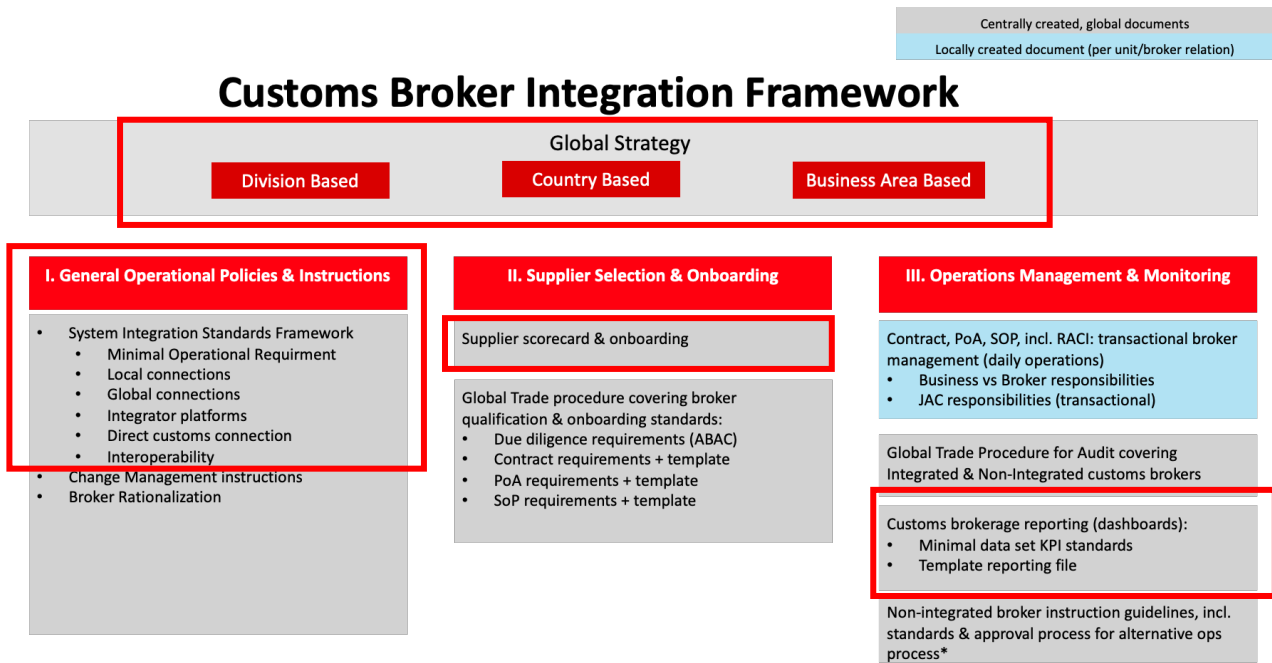 Centrally created, global documents
Locally created document (per unit/broker relation)
Customs Broker Integration Framework
Global Strategy
Division Based
Country Based
Business Area Based
I. General Operational Policies & Instructions
• System Integration Standards Framework
• Minimal Operational Requirment
• Local connections
• Global connections
• Integrator platforms
• Direct customs connection
• Interoperability
• Change Management instructions
• Broker Rationalization
II. Supplier Selection & Onboarding
Supplier scorecard & onboarding
Global Trade procedure covering broker
qualification & onboarding standards:
• Due diligence requirements (ABAC)
• Contract requirements + template
• PoA requirements + template
• SoP requirements + template
III. Operations Management & Monitoring
Contract, PoA, SOP, incl. RACI: transactional broker
management (daily operations)
• Business vs Broker responsibilities
• JAC responsibilities (transactional)
Global Trade Procedure for Audit covering
Integrated & Non-Integrated customs brokers
Customs brokerage reporting (dashboards):
• Minimal data set KPI standards
• Template reporting file
Non-integrated broker instruction guidelines, incl.
standards & approval process for alternative ops
process*